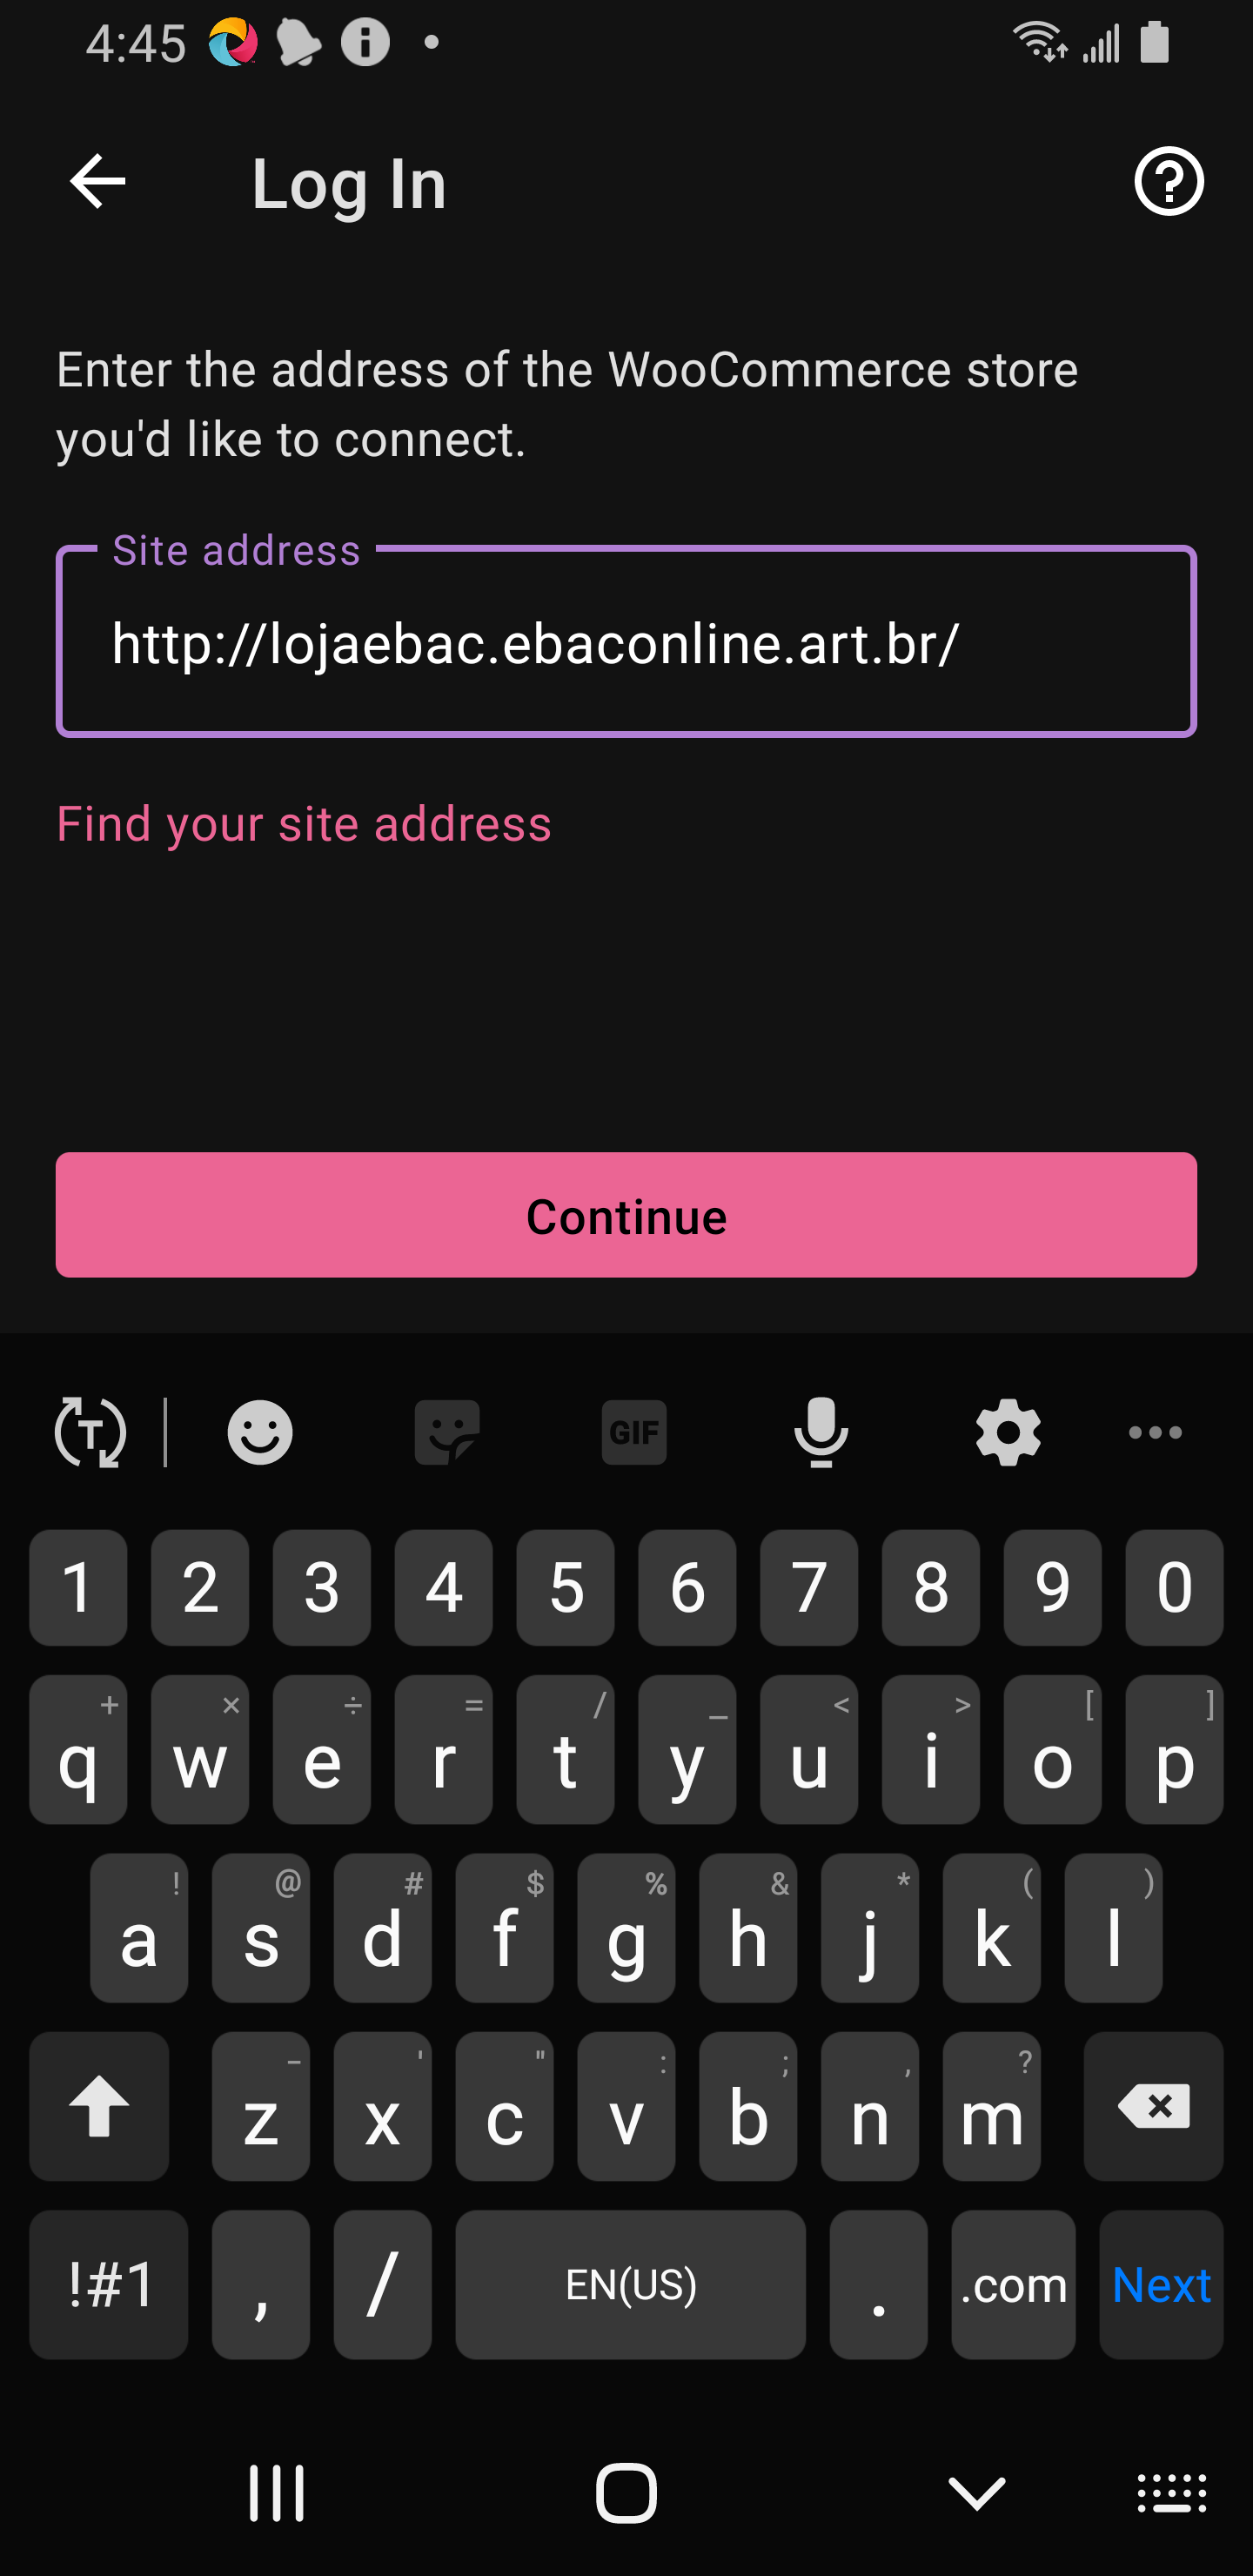 4:45
Log In
Enter the address of the WooCommerce store
you'd like to connect.
Site address
http://lojaebac.ebaconline.art.br/
Find your site address
Continue
T GIF
1 2 3 4 5 6 7 8 9 0
+ × ÷ = / _ < > [ ]
q w e r t y u i o p
! @ # $ % & * ( )
a s d f g h j k l
- ' " : ; , ?
z x c v b n m
!#1 , / EN(US) . .com Next